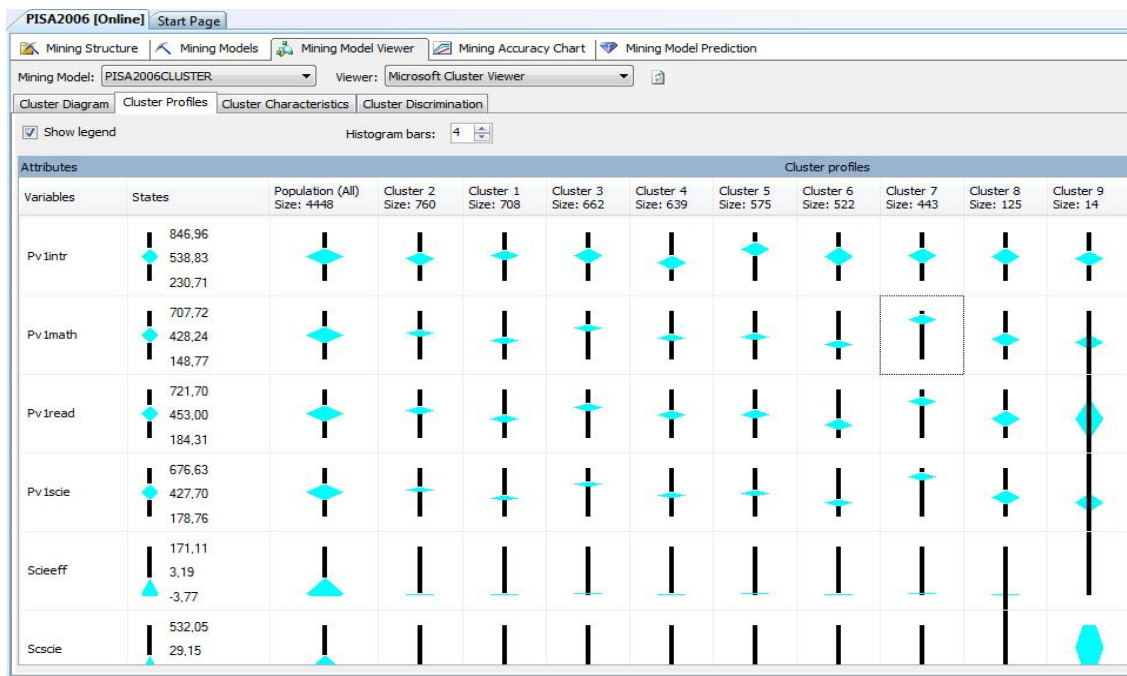 PISA2006 [Online] Start Page
Mining Structure Mining Models Mining Model Viewer Mining Accuracy Chart Mining Model Prediction
Mining Model: PISA2006CLUSTER Viewer: Microsoft Cluster Viewer
Cluster Diagram Cluster Profiles Cluster Characteristics Cluster Discrimination
Show legend Histogram bars: 4
Attributes Cluster profiles
Variables States Population (All) Cluster 2 Cluster 1 Cluster 3 Cluster 4 Cluster 5 Cluster 6 Cluster 7 Cluster 8 Cluster 9
Size: 4448 Size: 760 Size: 708 Size: 662 Size: 639 Size: 575 Size: 522 Size: 443 Size: 125 Size: 14
846,96
Pv1intr 538,83
230,71
707,72
Pv1math 428,24
148,77
721,70
Pv1read 453,00
184,31
676,63
Pv1scie 427,70
178,76
171,11
Scieeff 3,19
-3,77
532,05
Scscie 29,15